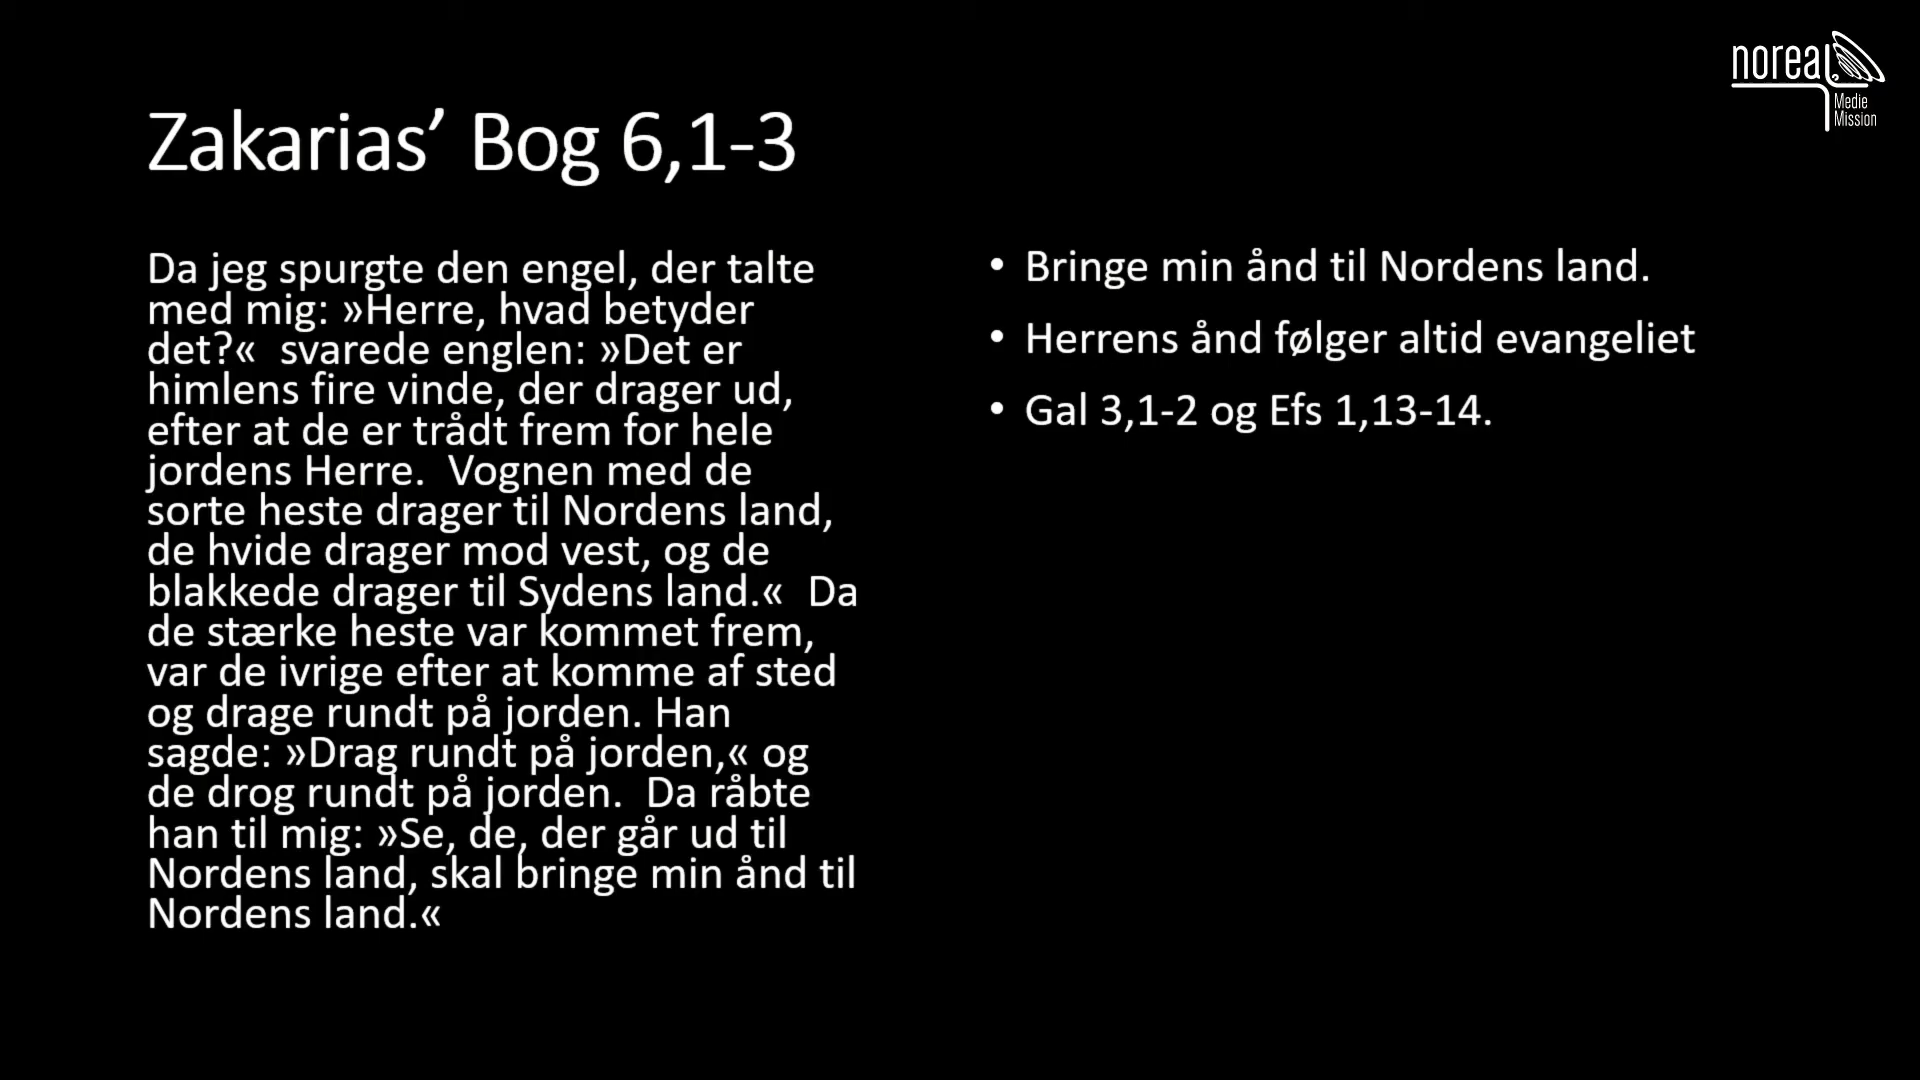 norea
Medie
Mission
Zakarias’ Bog 6,1-3
Da jeg spurgte den engel, der talte
med mig: »Herre, hvad betyder
det?«  svarede englen: »Det er
himlens fire vinde, der drager ud,
efter at de er trådt frem for hele
jordens Herre.  Vognen med de
sorte heste drager til Nordens land,
de hvide drager mod vest, og de
blakkede drager til Sydens land.«  Da
de stærke heste var kommet frem,
var de ivrige efter at komme af sted
og drage rundt på jorden. Han
sagde: »Drag rundt på jorden,« og
de drog rundt på jorden.  Da råbte
han til mig: »Se, de, der går ud til
Nordens land, skal bringe min ånd til
Nordens land.«
• Bringe min ånd til Nordens land.
• Herrens ånd følger altid evangeliet
• Gal 3,1-2 og Efs 1,13-14.